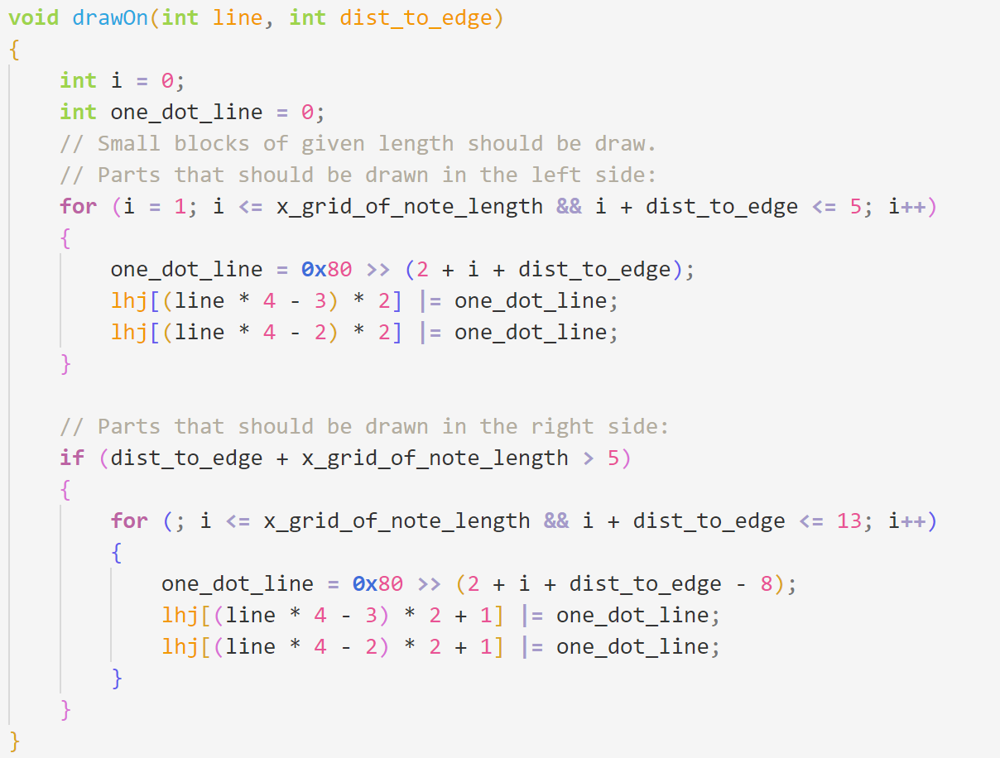 void drawOn(int line, int dist_to_edge)
{
    int i = 0;
    int one_dot_line = 0;
    // Small blocks of given length should be draw.
    // Parts that should be drawn in the left side:
    for (i = 1; i <= x_grid_of_note_length && i + dist_to_edge <= 5; i++)
    {
        one_dot_line = 0x80 >> (2 + i + dist_to_edge);
        lhj[(line * 4 - 3) * 2] |= one_dot_line;
        lhj[(line * 4 - 2) * 2] |= one_dot_line;
    }

    // Parts that should be drawn in the right side:
    if (dist_to_edge + x_grid_of_note_length > 5)
    {
        for (; i <= x_grid_of_note_length && i + dist_to_edge <= 13; i++)
        {
            one_dot_line = 0x80 >> (2 + i + dist_to_edge - 8);
            lhj[(line * 4 - 3) * 2 + 1] |= one_dot_line;
            lhj[(line * 4 - 2) * 2 + 1] |= one_dot_line;
        }
    }
}